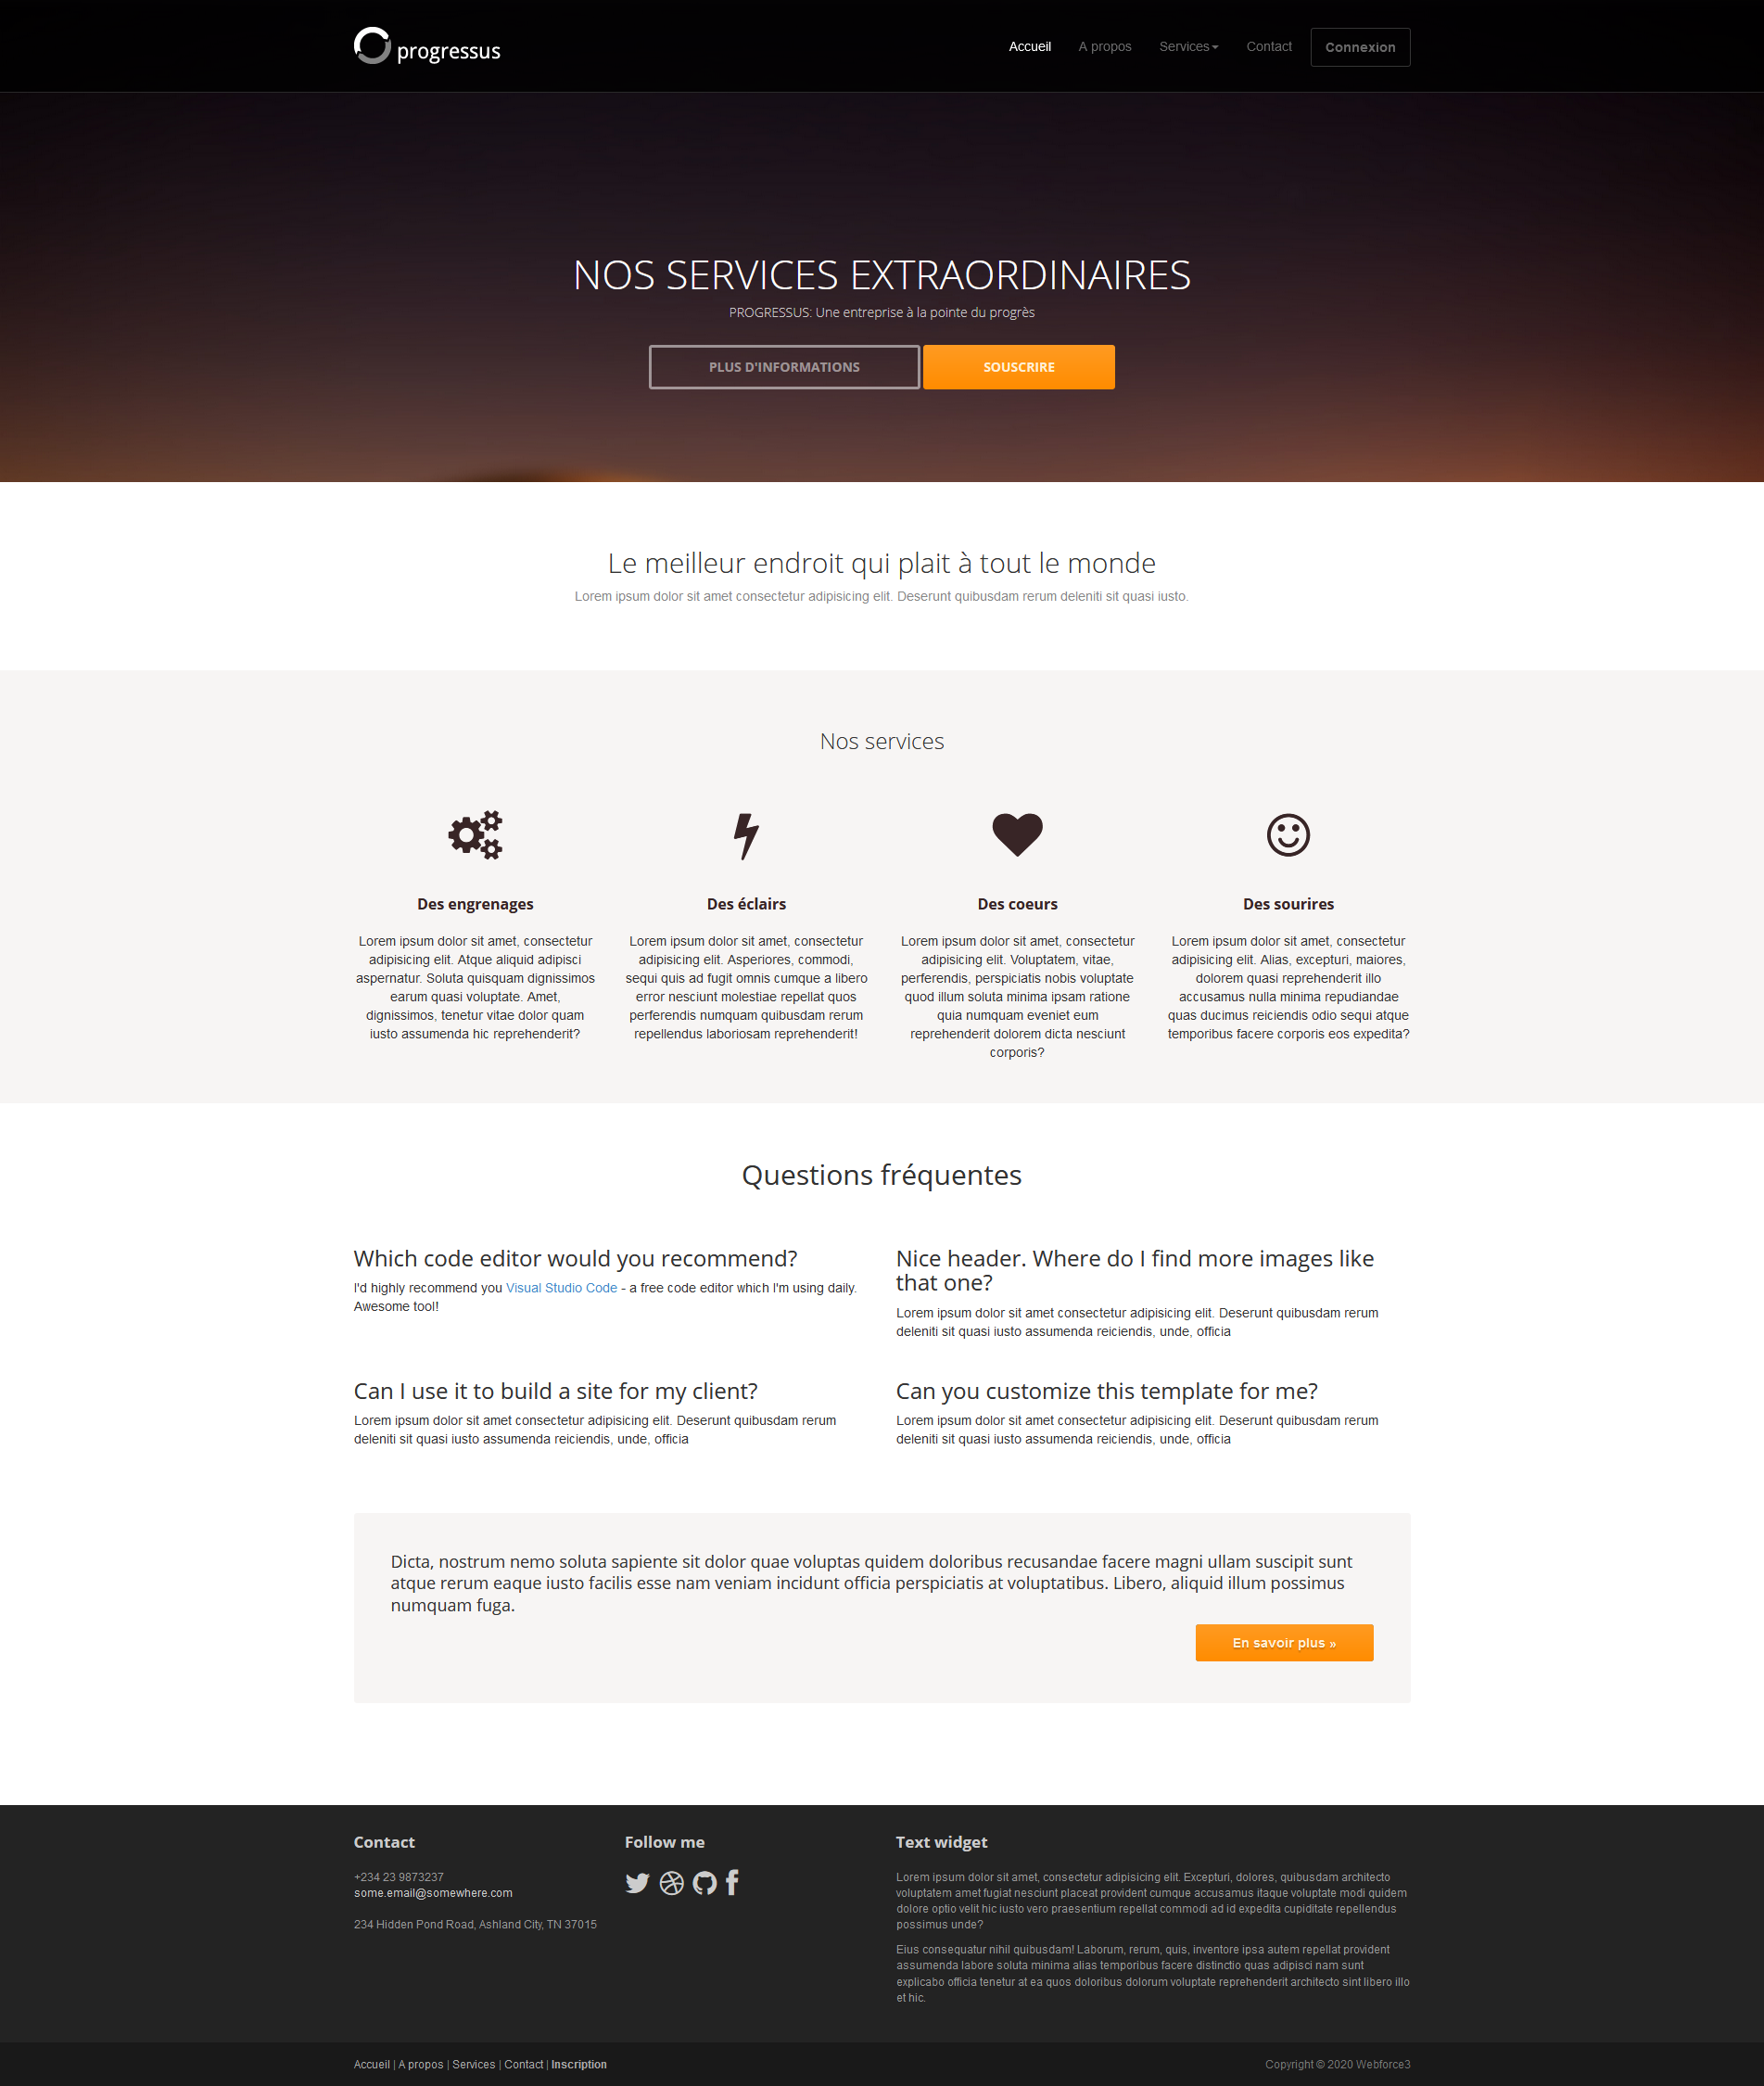 progressus
Accueil A propos Services Contact Connexion
NOS SERVICES EXTRAORDINAIRES
PROGRESSUS: Une entreprise à la pointe du progrès
PLUS D'INFORMATIONS SOUSCRIRE
Le meilleur endroit qui plait à tout le monde
Lorem ipsum dolor sit amet consectetur adipisicing elit. Deserunt quibusdam rerum deleniti sit quasi iusto.
Nos services
Des engrenages
Lorem ipsum dolor sit amet, consectetur
adipisicing elit. Atque aliquid adipisci
aspernatur. Soluta quisquam dignissimos
earum quasi voluptate. Amet,
dignissimos, tenetur vitae dolor quam
iusto assumenda hic reprehenderit?
Des éclairs
Lorem ipsum dolor sit amet, consectetur
adipisicing elit. Asperiores, commodi,
sequi quis ad fugit omnis cumque a libero
error nesciunt molestiae repellat quos
perferendis numquam quibusdam rerum
repellendus laboriosam reprehenderit!
Des coeurs
Lorem ipsum dolor sit amet, consectetur
adipisicing elit. Voluptatem, vitae,
perferendis, perspiciatis nobis voluptate
quod illum soluta minima ipsam ratione
quia numquam eveniet eum
reprehenderit dolorem dicta nesciunt
corporis?
Des sourires
Lorem ipsum dolor sit amet, consectetur
adipisicing elit. Alias, excepturi, maiores,
dolorem quasi reprehenderit illo
accusamus nulla minima repudiandae
quas ducimus reiciendis odio sequi atque
temporibus facere corporis eos expedita?
Questions fréquentes
Which code editor would you recommend?
I'd highly recommend you Visual Studio Code - a free code editor which I'm using daily.
Awesome tool!
Nice header. Where do I find more images like
that one?
Lorem ipsum dolor sit amet consectetur adipisicing elit. Deserunt quibusdam rerum
deleniti sit quasi iusto assumenda reiciendis, unde, officia
Can I use it to build a site for my client?
Lorem ipsum dolor sit amet consectetur adipisicing elit. Deserunt quibusdam rerum
deleniti sit quasi iusto assumenda reiciendis, unde, officia
Can you customize this template for me?
Lorem ipsum dolor sit amet consectetur adipisicing elit. Deserunt quibusdam rerum
deleniti sit quasi iusto assumenda reiciendis, unde, officia
Dicta, nostrum nemo soluta sapiente sit dolor quae voluptas quidem doloribus recusandae facere magni ullam suscipit sunt
atque rerum eaque iusto facilis esse nam veniam incidunt officia perspiciatis at voluptatibus. Libero, aliquid illum possimus
numquam fuga.
En savoir plus »
Contact
+234 23 9873237
some.email@somewhere.com
234 Hidden Pond Road, Ashland City, TN 37015
Follow me
Text widget
Lorem ipsum dolor sit amet, consectetur adipisicing elit. Excepturi, dolores, quibusdam architecto
voluptatem amet fugiat nesciunt placeat provident cumque accusamus itaque voluptate modi quidem
dolore optio velit hic iusto vero praesentium repellat commodi ad id expedita cupiditate repellendus
possimus unde?
Eius consequatur nihil quibusdam! Laborum, rerum, quis, inventore ipsa autem repellat provident
assumenda labore soluta minima alias temporibus facere distinctio quas adipisci nam sunt
explicabo officia tenetur at ea quos doloribus dolorum voluptate reprehenderit architecto sint libero illo
et hic.
Accueil | A propos | Services | Contact | Inscription
Copyright © 2020 Webforce3